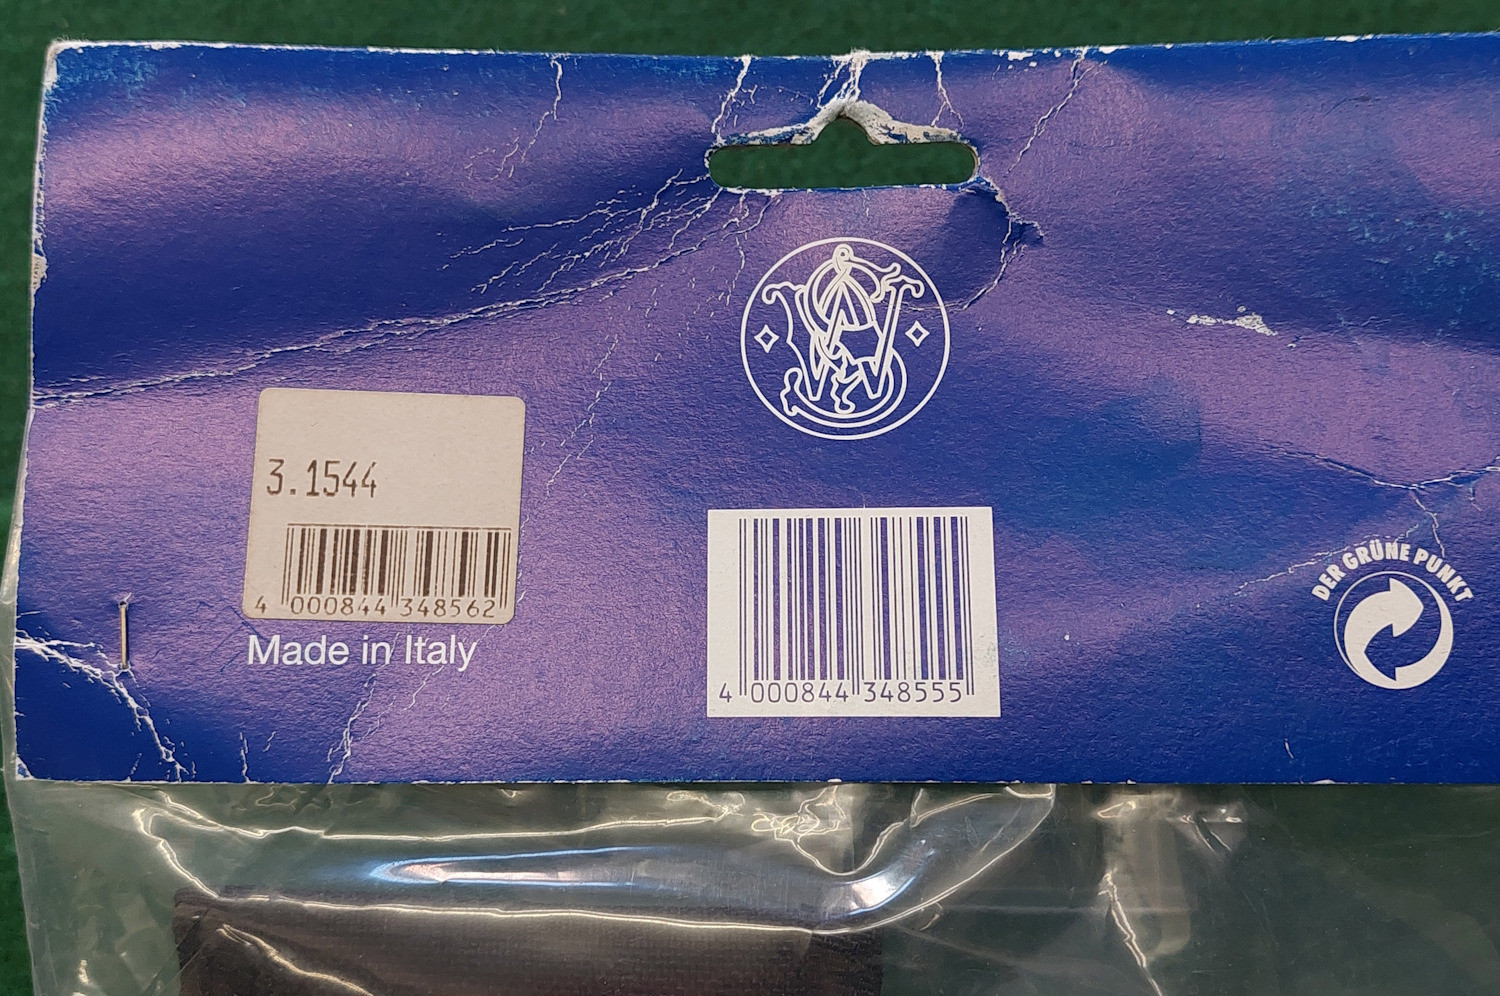 3.1544
4 000844 348562
Made in Italy
4 000844 348555
DER GRÜNE PUNKT